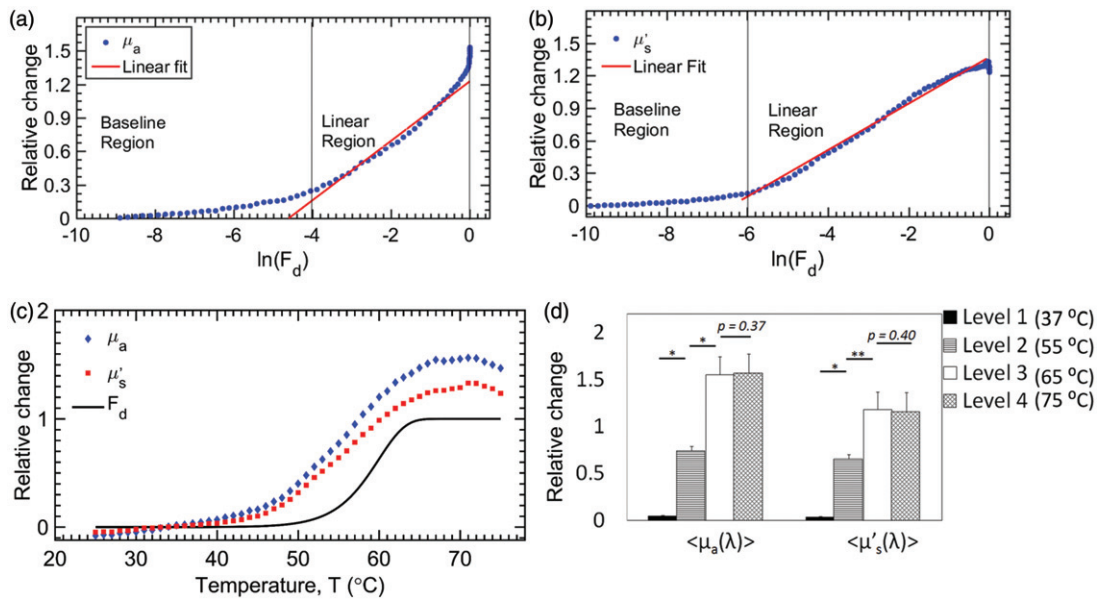 (a)
Relative change
1.5
1.2
0.9
0.6
0.3
0
μa
Linear fit
Baseline
Region
Linear
Region
-10 -8 -6 -4 -2 0
ln(Fd)
(b)
Relative change
1.5
1.2
0.9
0.6
0.3
0
μ's
Linear Fit
Baseline
Region
Linear
Region
-10 -8 -6 -4 -2 0
ln(Fd)
(c)
Relative change
2
1
0
μa
μ's
Fd
20 30 40 50 60 70
Temperature, T (°C)
(d)
Relative change
2
1.5
1
0.5
0
* * p = 0.37
* ** p = 0.40
<μa(λ)> <μ's(λ)>
Level 1 (37 °C)
Level 2 (55 °C)
Level 3 (65 °C)
Level 4 (75 °C)